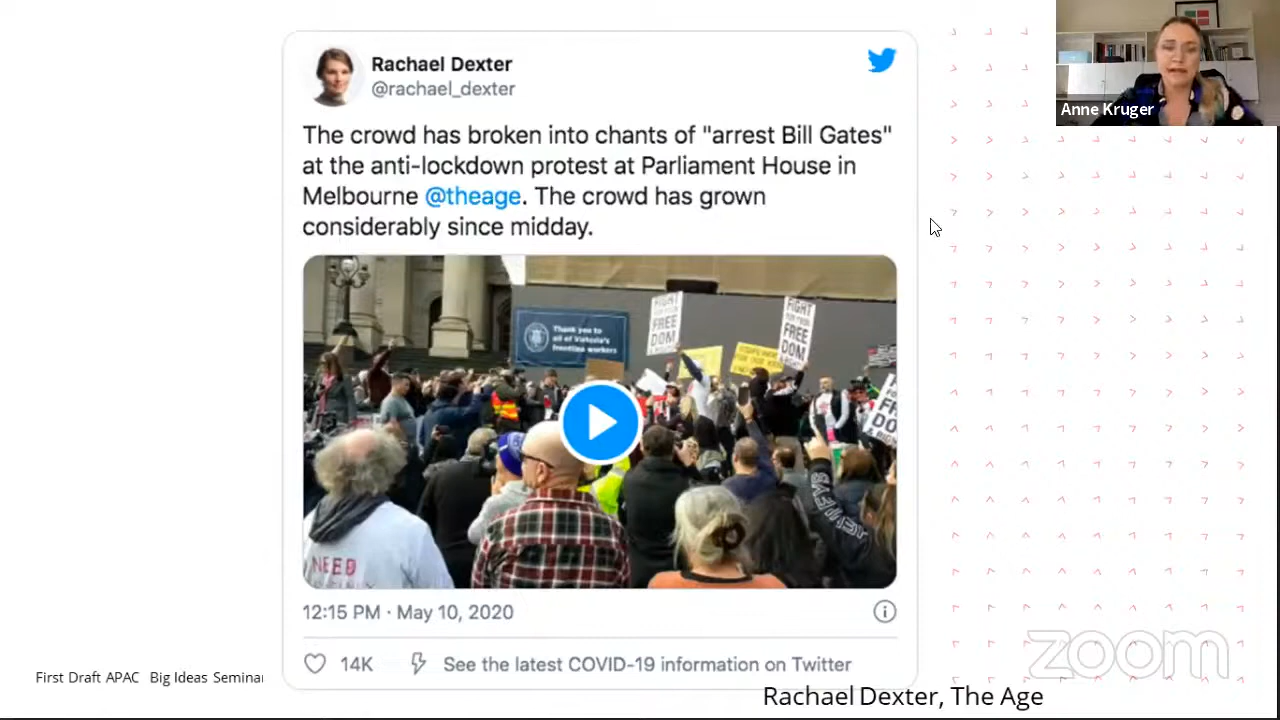 Rachael Dexter
@rachael_dexter
The crowd has broken into chants of "arrest Bill Gates"
at the anti-lockdown protest at Parliament House in
Melbourne @theage. The crowd has grown
considerably since midday.
Thank you to
all of Victoria's
frontline workers
FIGHT
FOR YOUR
FREE
DOM
FIGHT
FOR YOUR
FREE
DOM
FREE
DO
NEED
12:15 PM · May 10, 2020
14K
See the latest COVID-19 information on Twitter
First Draft APAC Big Ideas Seminar
Rachael Dexter, The Age
Anne Kruger
zoom